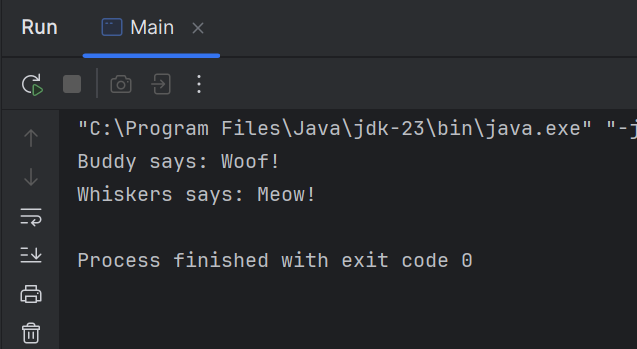 Run Main
"C:\Program Files\Java\jdk-23\bin\java.exe" "-j
Buddy says: Woof!
Whiskers says: Meow!
Process finished with exit code 0